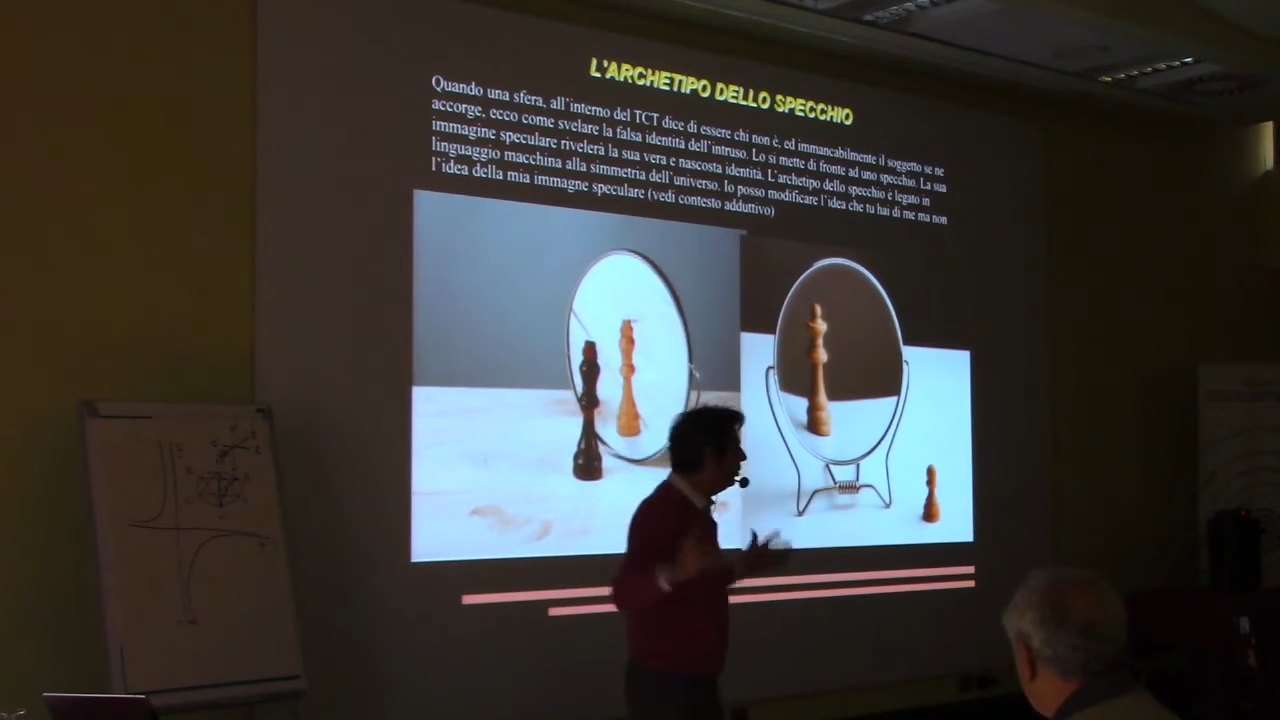 L'ARCHETIPO DELLO SPECCHIO
Quando una sfera, all'interno del TCT dice di essere chi non è, ed immancabilmente il soggetto se ne
accorge, ecco come svelare la falsa identità dell'intruso. Lo si mette di fronte ad uno specchio. La sua
immagine speculare rivelerà la sua vera e nascosta identità. L'archetipo dello specchio è legato in
linguaggio macchina alla simmetria dell'universo. Io posso modificare l'idea che tu hai di me ma non
l'idea della mia immagne speculare (vedi contesto adduttivo)